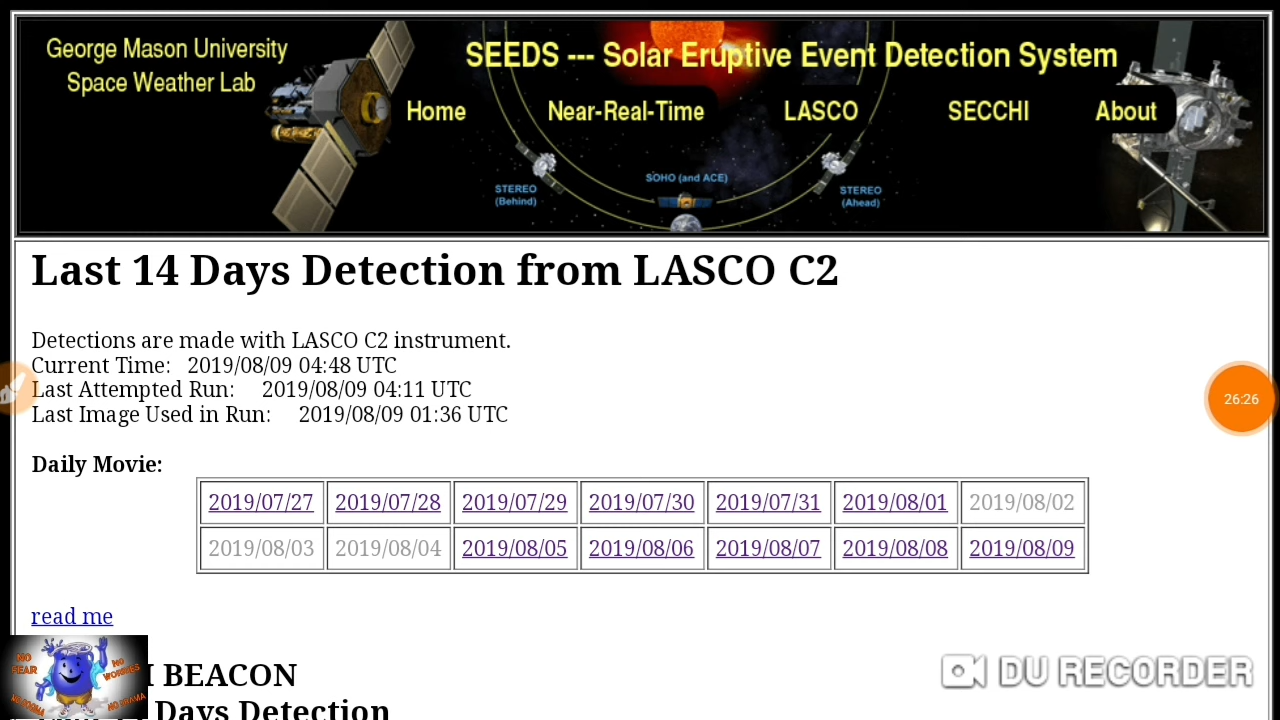 George Mason University
Space Weather Lab
SEEDS --- Solar Eruptive Event Detection System
Home Near-Real-Time LASCO SECCHI About
STEREO
(Behind)
SOHO (and ACE)
STEREO
(Ahead)
Last 14 Days Detection from LASCO C2
Detections are made with LASCO C2 instrument.
Current Time: 2019/08/09 04:48 UTC
Last Attempted Run: 2019/08/09 04:11 UTC
Last Image Used in Run: 2019/08/09 01:36 UTC
26:26
Daily Movie:
2019/07/27 2019/07/28 2019/07/29 2019/07/30 2019/07/31 2019/08/01 2019/08/02
2019/08/03 2019/08/04 2019/08/05 2019/08/06 2019/08/07 2019/08/08 2019/08/09
read me
NO
FEAR
NO
WORRIES
NO DRAMA
BEACON
Days Detection
DU RECORDER